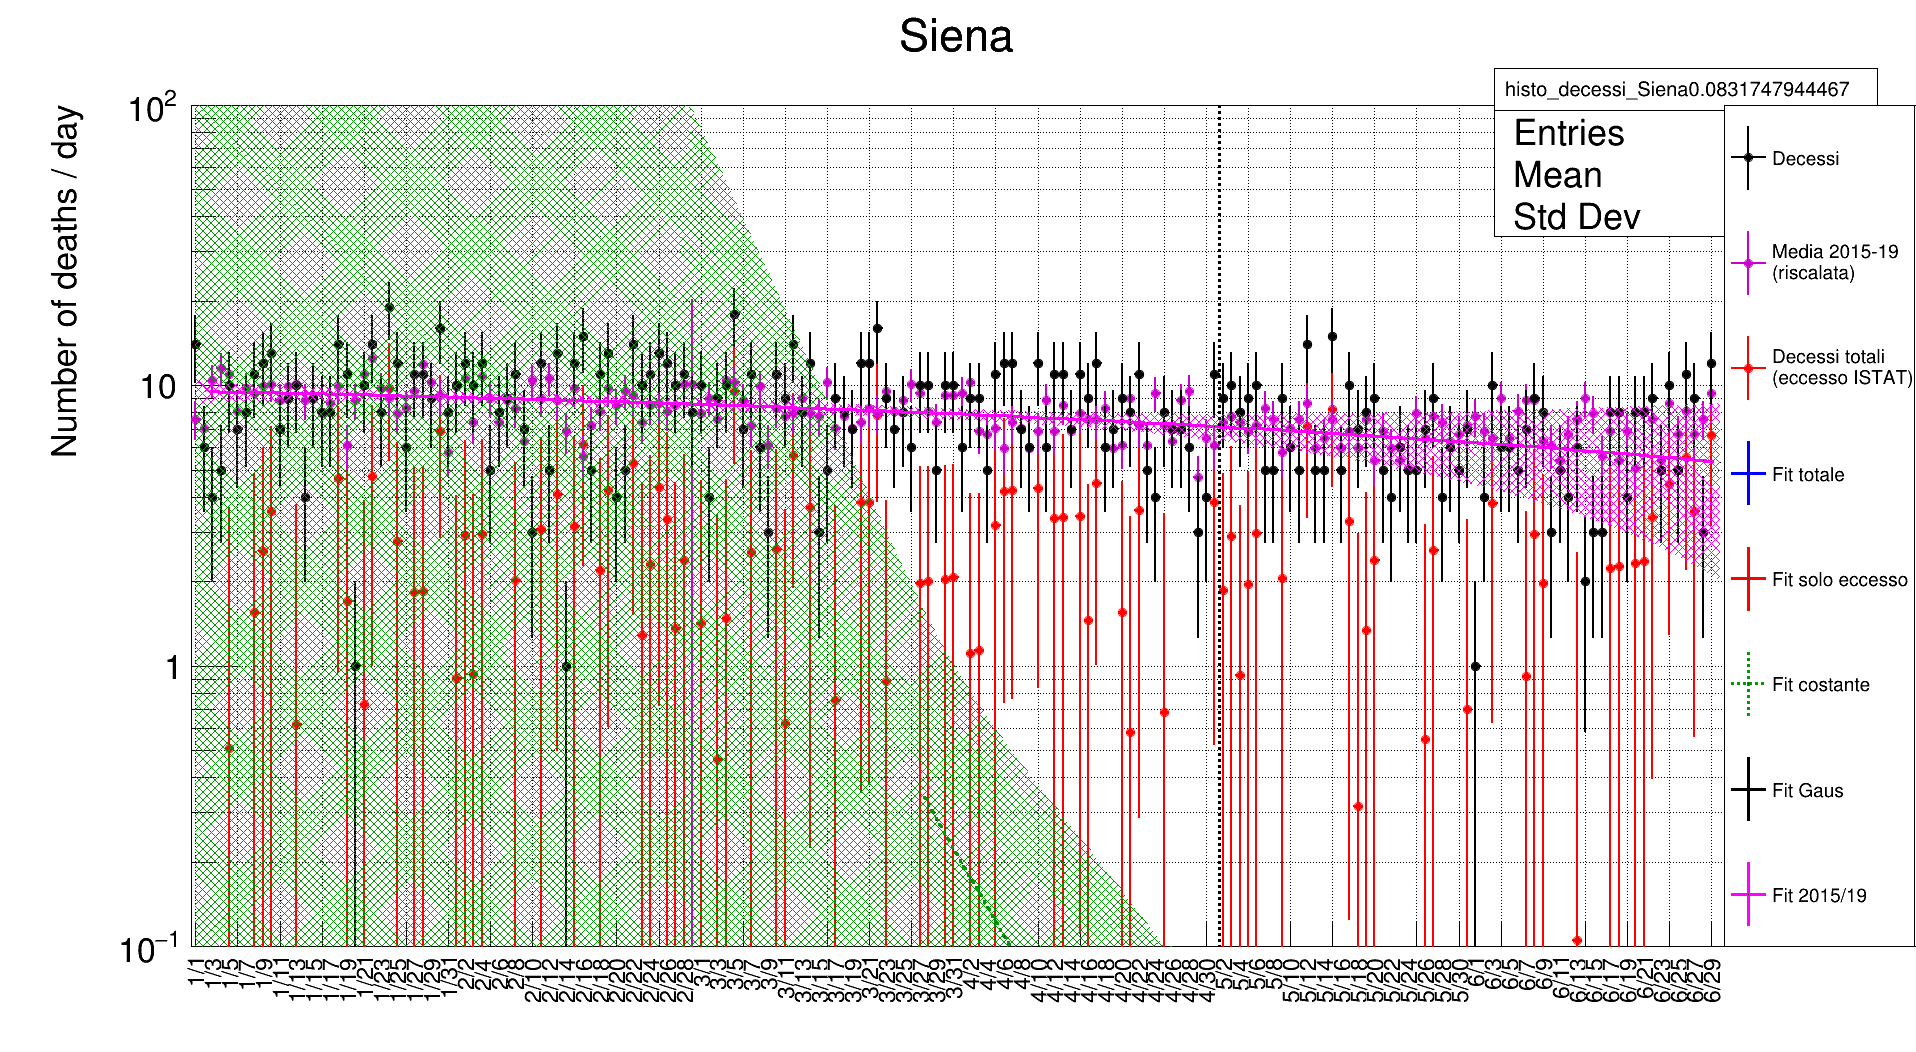 Siena
histo_decessi_Siena0.0831747944467
Entries
Mean
Std Dev
Number of deaths / day
10²
10
1
10⁻¹
Decessi
Media 2015-19
(riscalata)
Decessi totali
(eccesso ISTAT)
Fit totale
Fit solo eccesso
Fit costante
Fit Gaus
Fit 2015/19
1/1 1/3 1/5 1/7 1/9 1/11 1/13 1/15 1/17 1/19 1/21 1/23 1/25 1/27 1/29 1/31 2/2 2/4 2/6 2/8 2/10 2/12 2/14 2/16 2/18 2/20 2/22 2/24 2/26 2/28 3/1 3/3 3/5 3/7 3/9 3/11 3/13 3/15 3/17 3/19 3/21 3/23 3/25 3/27 3/29 3/31 4/2 4/4 4/6 4/8 4/10 4/12 4/14 4/16 4/18 4/20 4/22 4/24 4/26 4/28 4/30 5/2 5/4 5/6 5/8 5/10 5/12 5/14 5/16 5/18 5/20 5/22 5/24 5/26 5/28 5/30 6/1 6/3 6/5 6/7 6/9 6/11 6/13 6/15 6/17 6/19 6/21 6/23 6/25 6/27 6/29